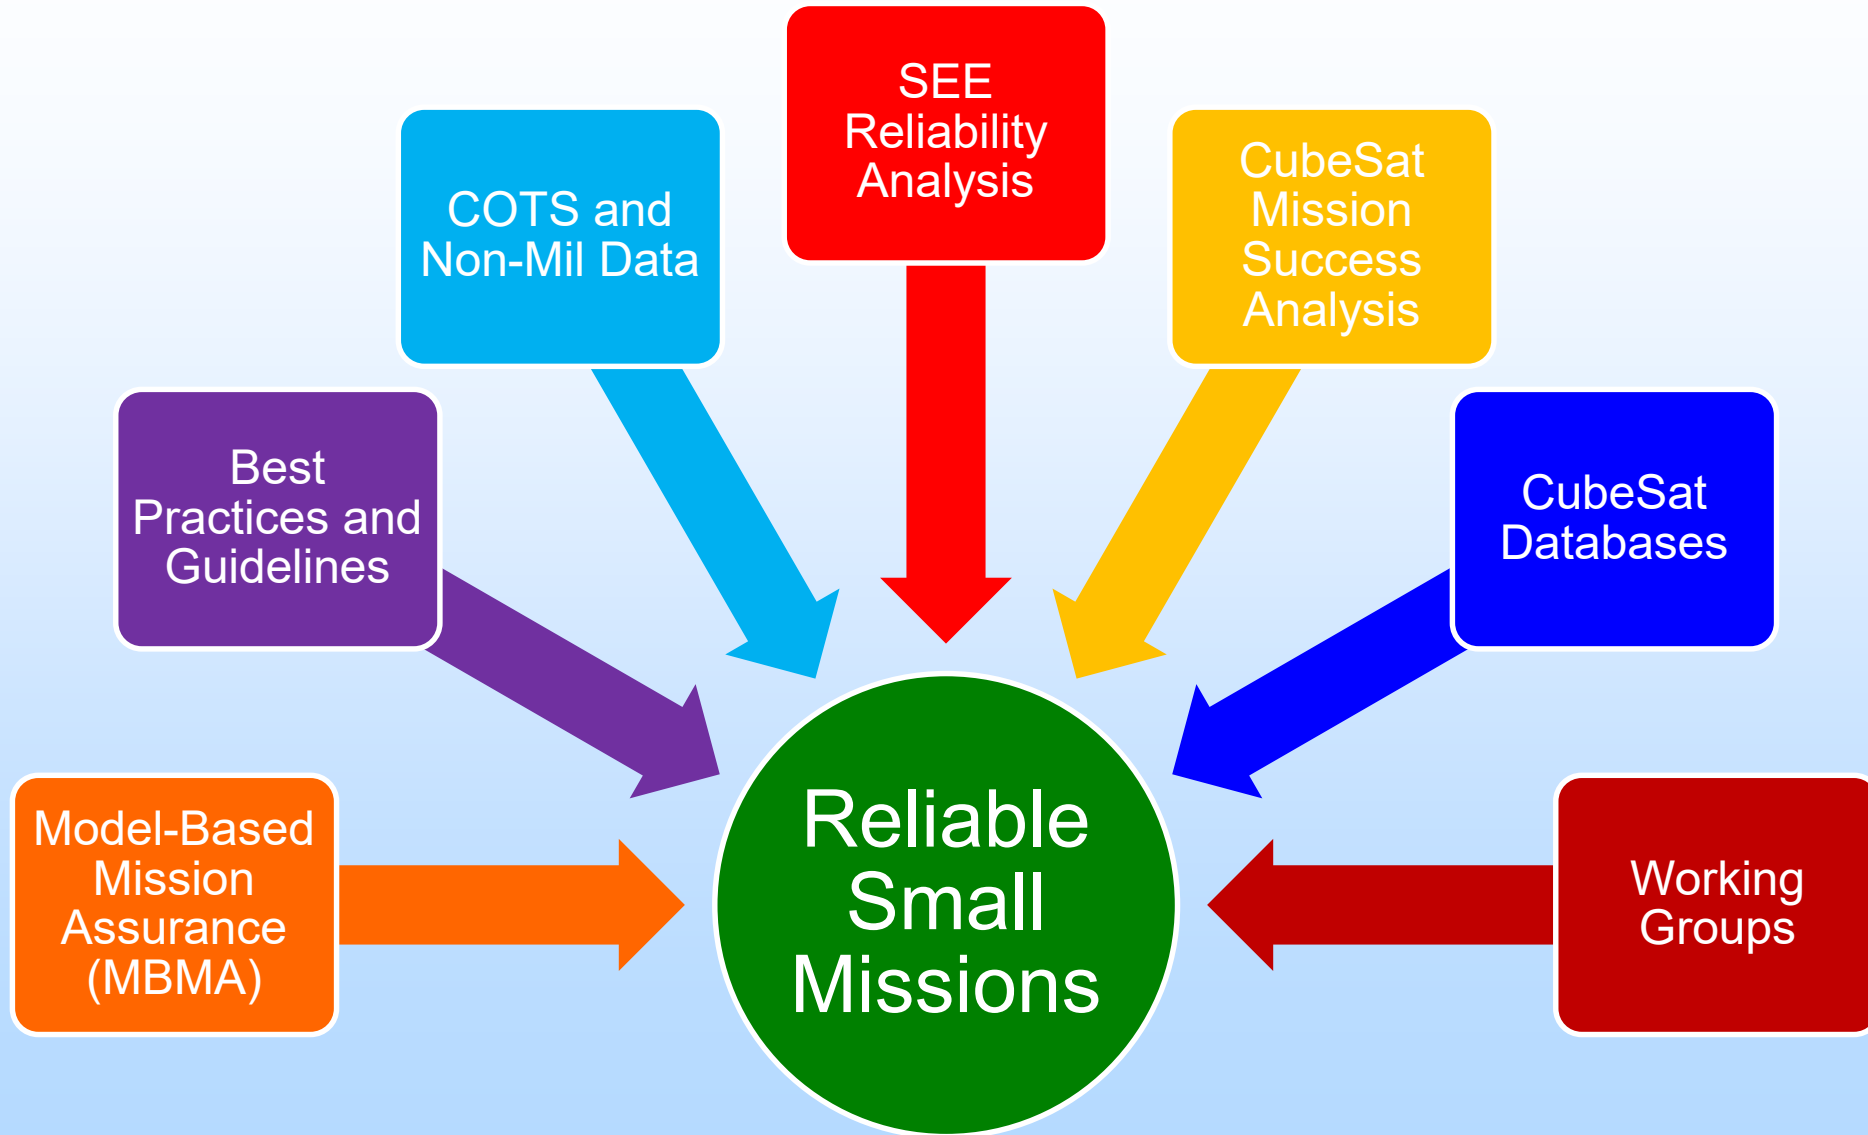 SEE
Reliability
Analysis
COTS and
Non-Mil Data
CubeSat
Mission
Success
Analysis
Best
Practices and
Guidelines
CubeSat
Databases
Model-Based
Mission
Assurance
(MBMA)
Reliable
Small
Missions
Working
Groups